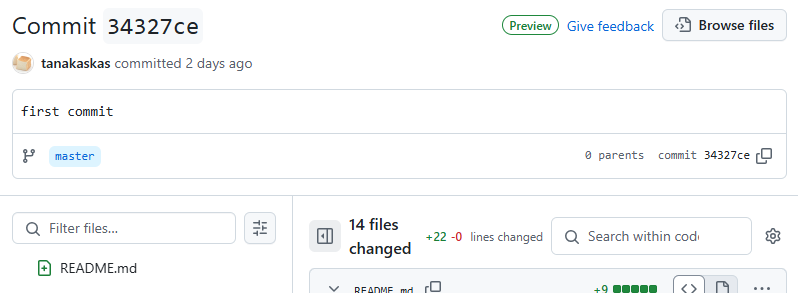 Commit 34327ce
Preview Give feedback Browse files
tanakaskas committed 2 days ago
first commit
master 0 parents commit 34327ce
Filter files...
14 files changed +22 -0 lines changed Search within code
README.md
README.md +9